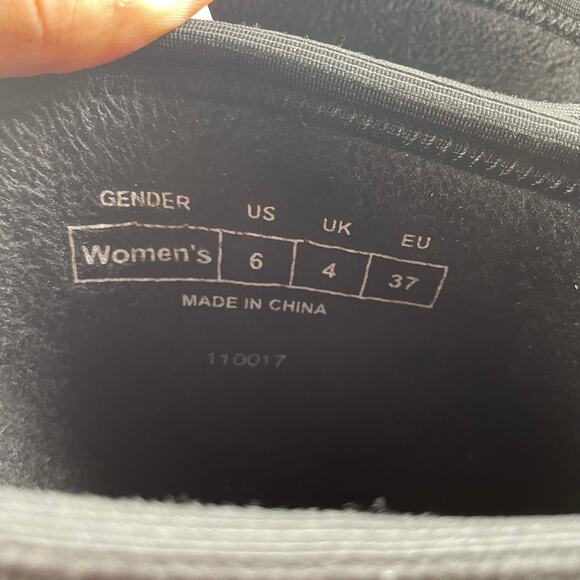 GENDER US UK EU
Women's 6 4 37
MADE IN CHINA
110017